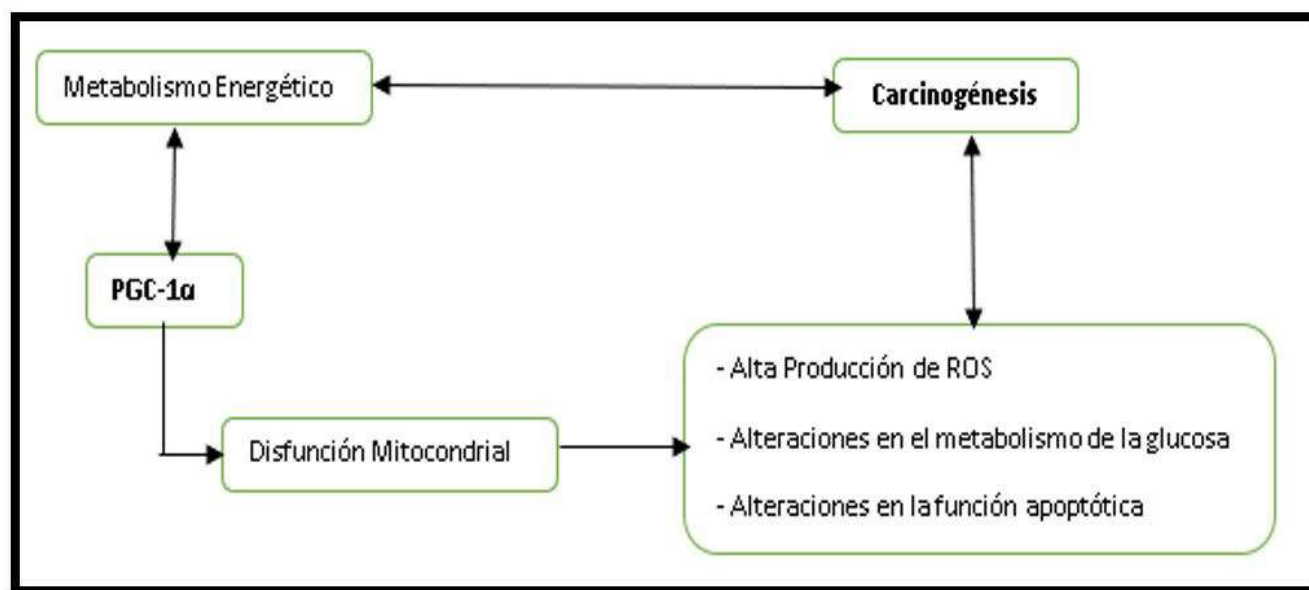 Metabolismo Energético
Carcinogénesis
PGC-1α
Disfunción Mitocondrial
- Alta Producción de ROS
- Alteraciones en el metabolismo de la glucosa
- Alteraciones en la función apoptótica